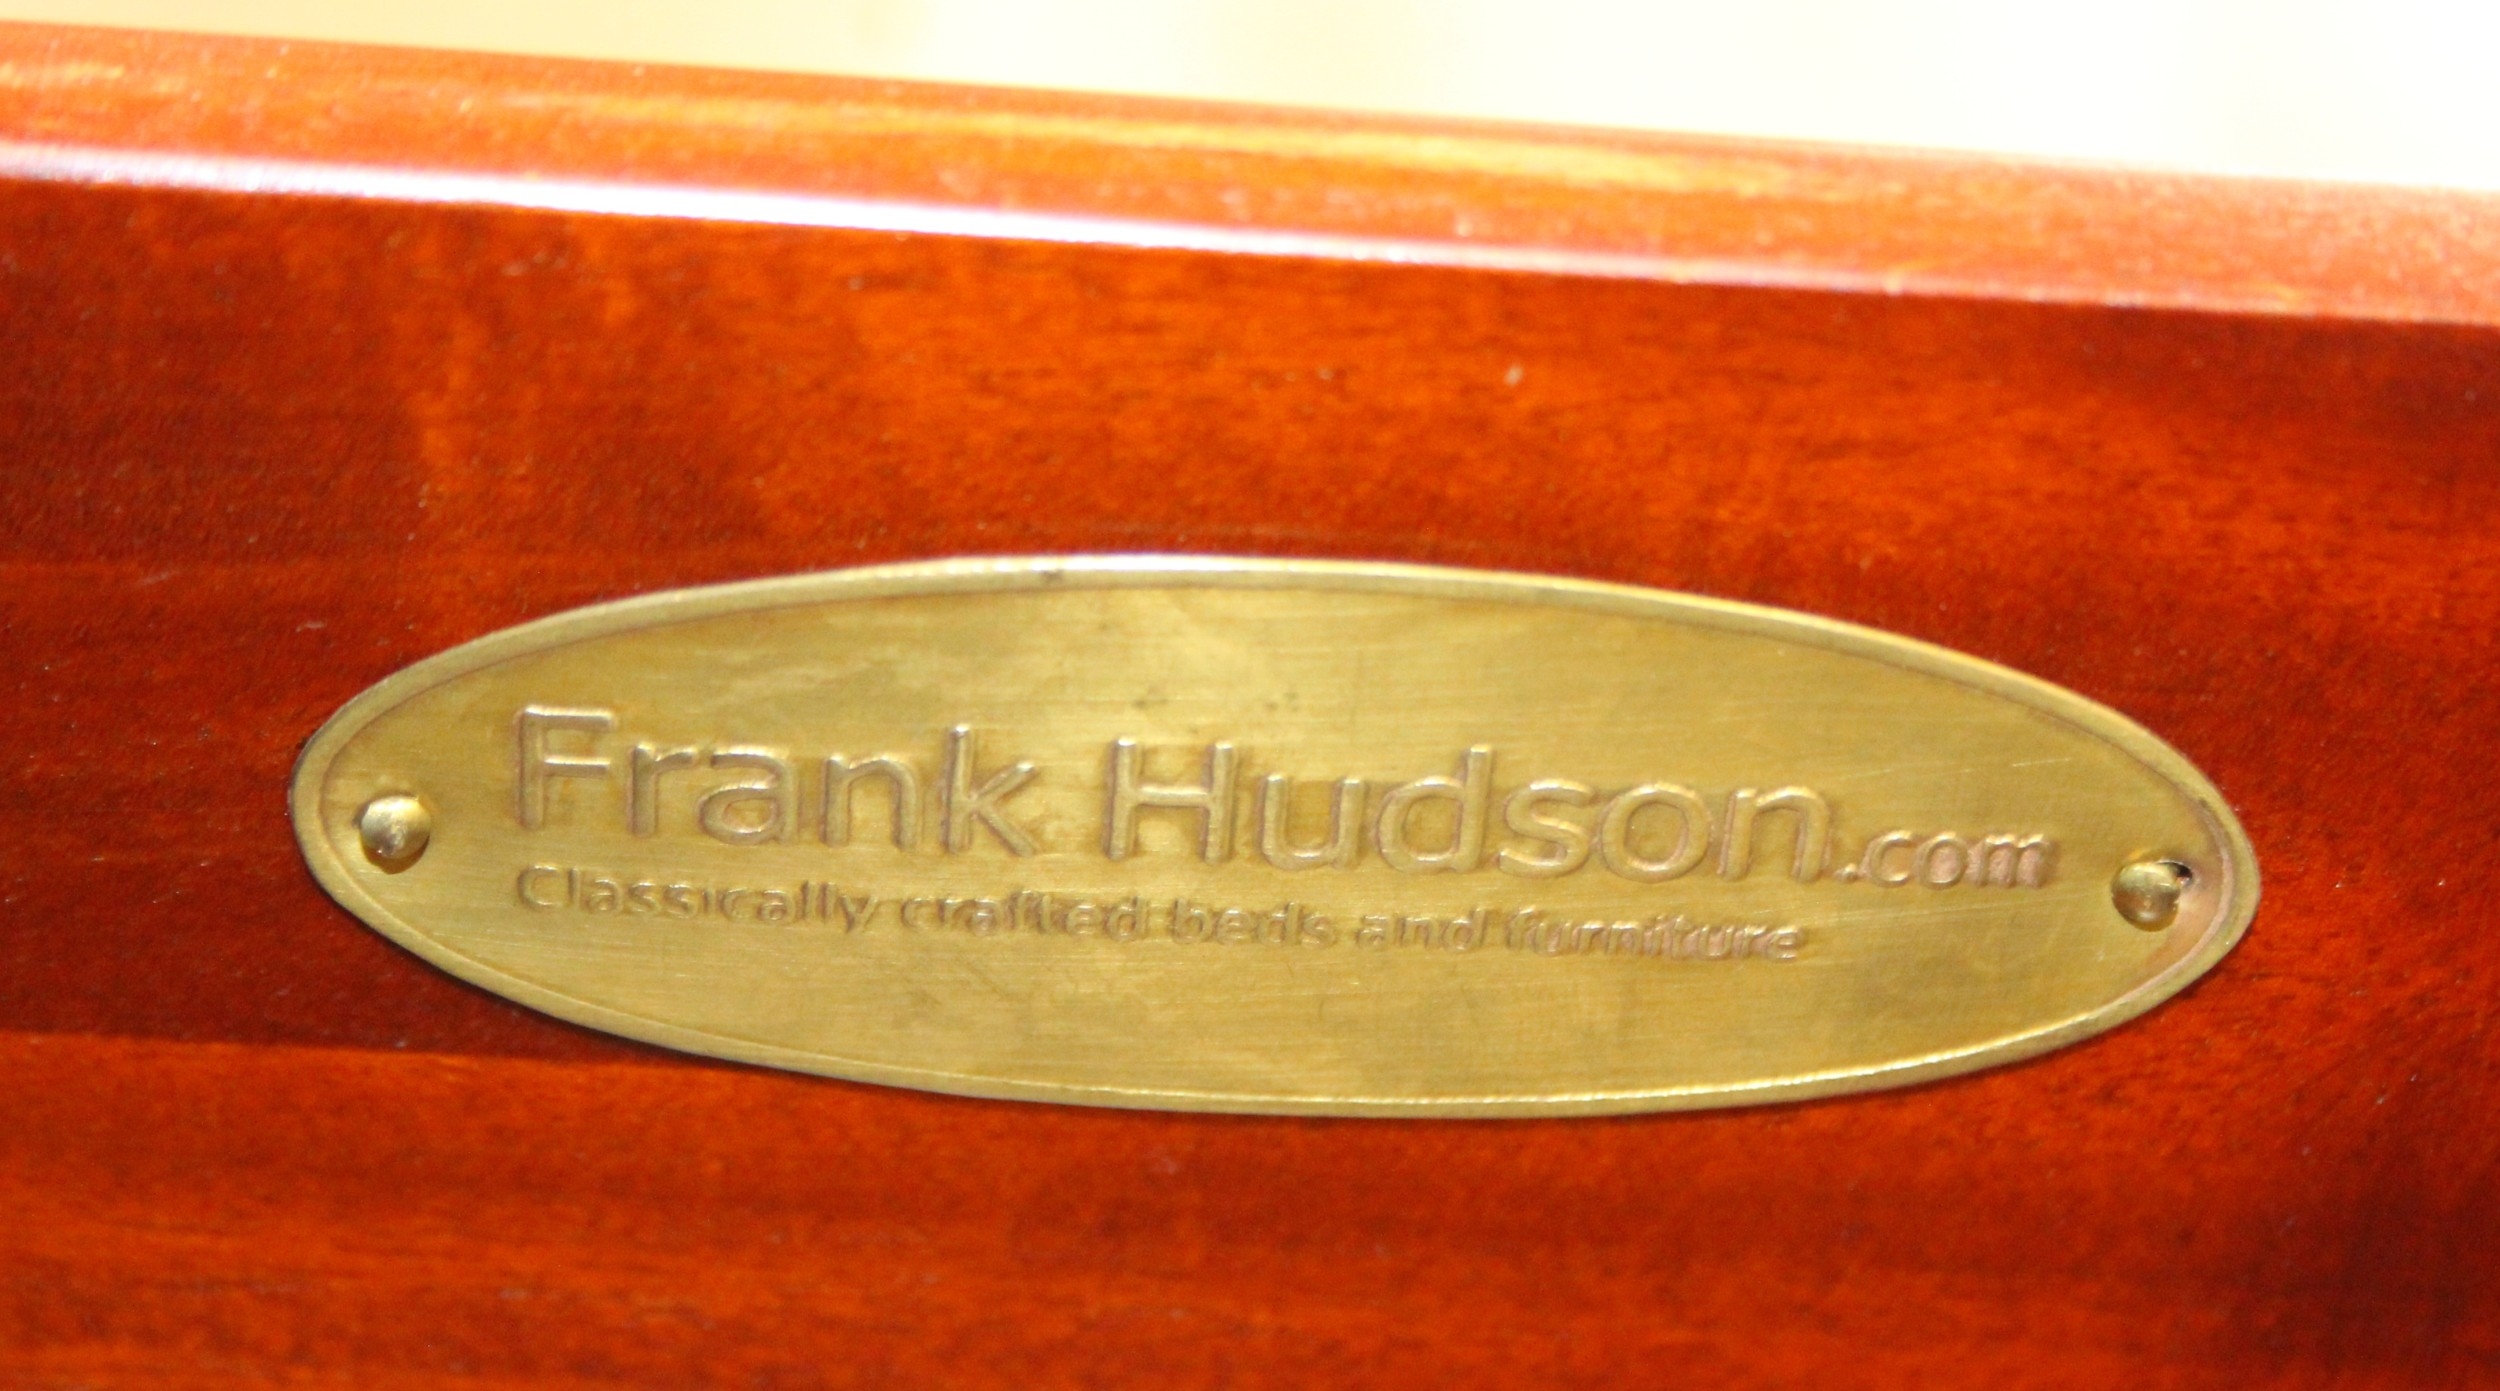 Frank Hudson.com
Classically crafted beds and furniture